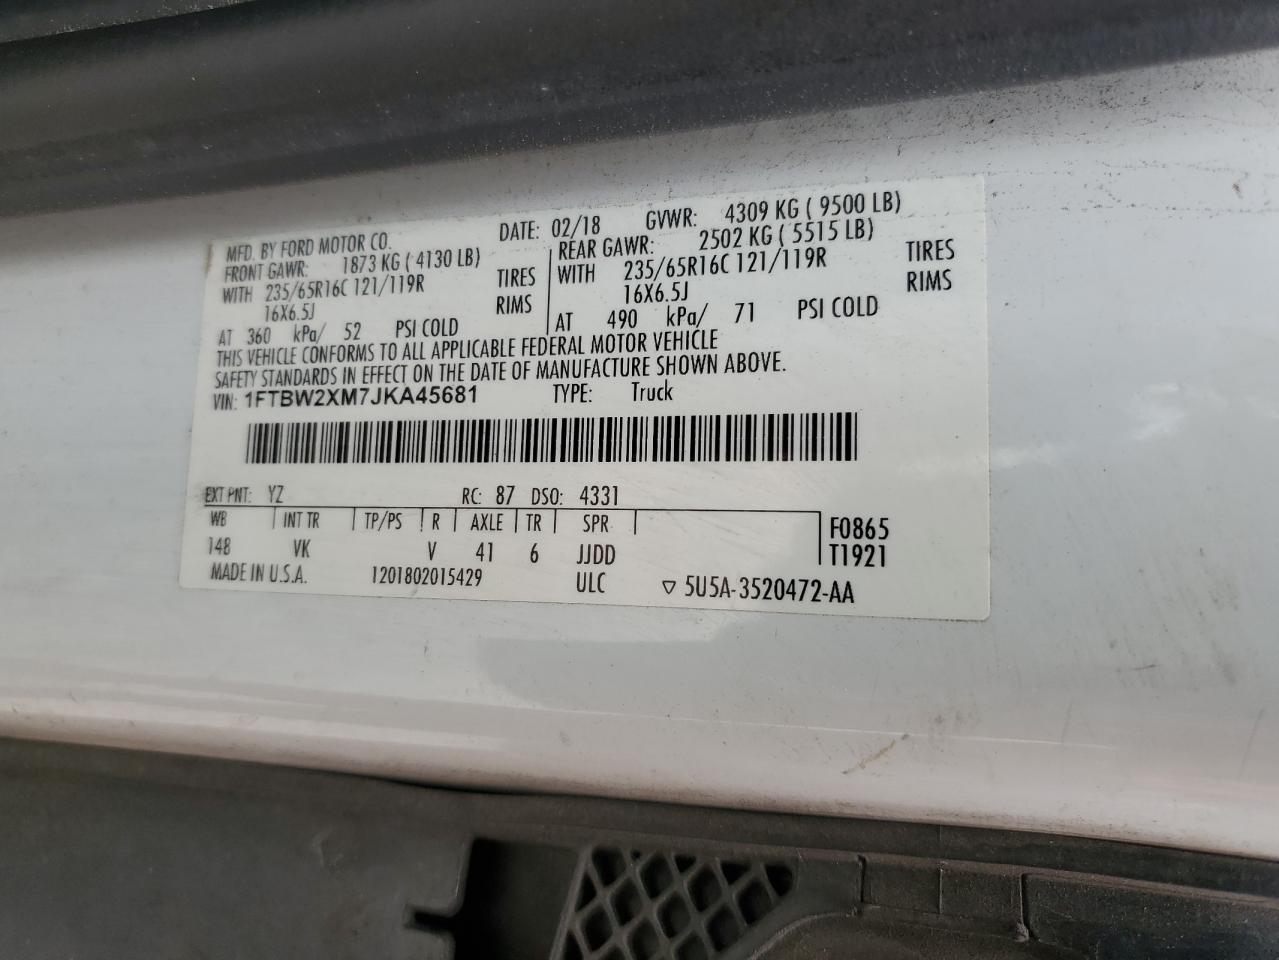 MFD. BY FORD MOTOR CO. DATE: 02/18 GVWR: 4309 KG ( 9500 LB)
FRONT GAWR: 1873 KG ( 4130 LB) REAR GAWR: 2502 KG ( 5515 LB)
WITH 235/65R16C 121/119R TIRES WITH 235/65R16C 121/119R TIRES
16X6.5J RIMS 16X6.5J RIMS
AT 360 kPa/ 52 PSI COLD AT 490 kPa/ 71 PSI COLD
THIS VEHICLE CONFORMS TO ALL APPLICABLE FEDERAL MOTOR VEHICLE
SAFETY STANDARDS IN EFFECT ON THE DATE OF MANUFACTURE SHOWN ABOVE.
VIN: 1FTBW2XM7JKA45681 TYPE: Truck
EXT PNT: YZ RC: 87 DSO: 4331
WB INT TR TP/PS R AXLE TR SPR F0865
148 VK V 41 6 JJDD T1921
MADE IN U.S.A. 1201802015429 ULC ▽ 5U5A-3520472-AA